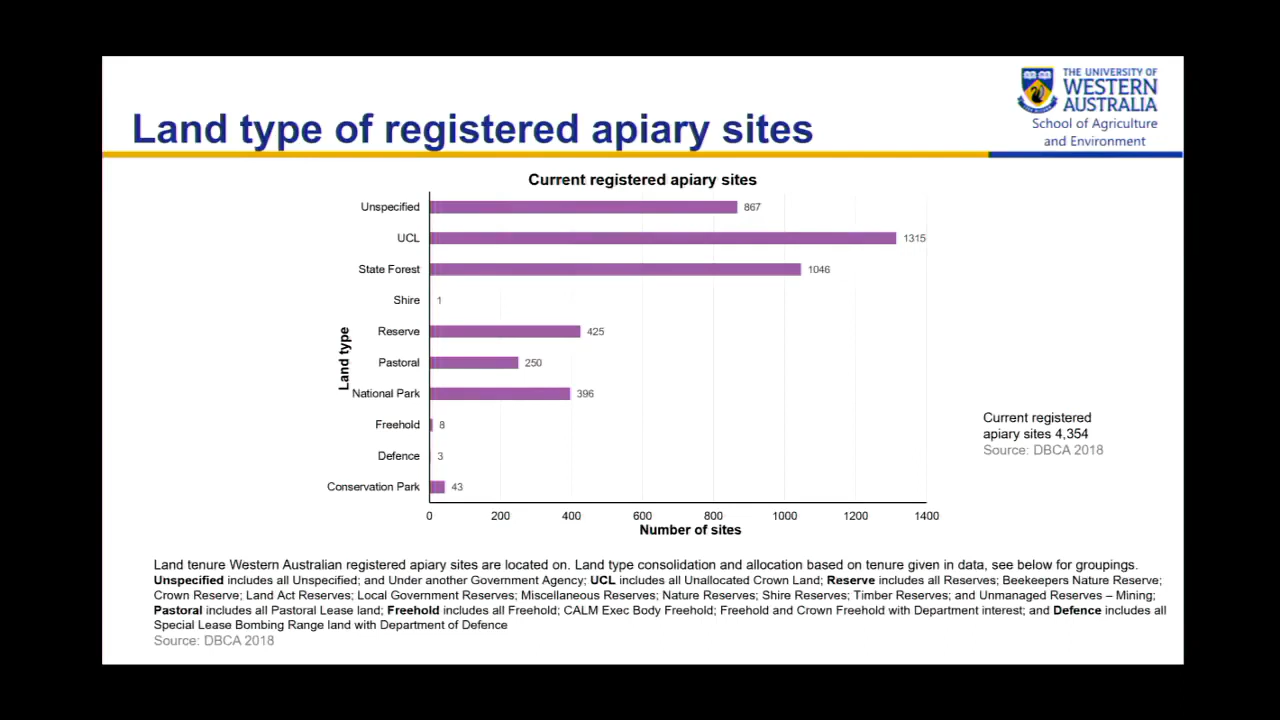 THE UNIVERSITY OF
WESTERN
AUSTRALIA
School of Agriculture
and Environment
Land type of registered apiary sites
Current registered apiary sites
Unspecified 867
UCL 1315
State Forest 1046
Shire 1
Reserve 425
Pastoral 250
National Park 396
Freehold 8
Defence 3
Conservation Park 43
Land type
0 200 400 600 800 1000 1200 1400
Number of sites
Current registered
apiary sites 4,354
Source: DBCA 2018
Land tenure Western Australian registered apiary sites are located on. Land type consolidation and allocation based on tenure given in data, see below for groupings.
Unspecified includes all Unspecified; and Under another Government Agency; UCL includes all Unallocated Crown Land; Reserve includes all Reserves; Beekeepers Nature Reserve;
Crown Reserve; Land Act Reserves; Local Government Reserves; Miscellaneous Reserves; Nature Reserves; Shire Reserves; Timber Reserves; and Unmanaged Reserves – Mining;
Pastoral includes all Pastoral Lease land; Freehold includes all Freehold; CALM Exec Body Freehold; Freehold and Crown Freehold with Department interest; and Defence includes all
Special Lease Bombing Range land with Department of Defence
Source: DBCA 2018